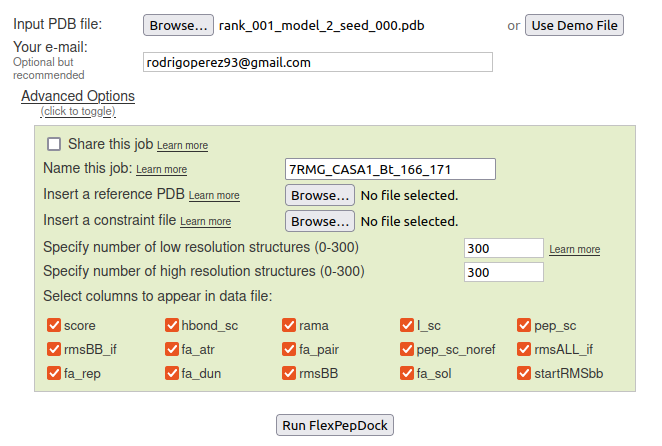 Input PDB file: Browse... rank_001_model_2_seed_000.pdb or Use Demo File
Your e-mail:
Optional but
recommended
rodrigoperez93@gmail.com
Advanced Options
(click to toggle)
Share this job Learn more
Name this job: Learn more 7RMG_CASA1_Bt_166_171
Insert a reference PDB Learn more Browse... No file selected.
Insert a constraint file Learn more Browse... No file selected.
Specify number of low resolution structures (0-300) 300 Learn more
Specify number of high resolution structures (0-300) 300
Select columns to appear in data file:
score hbond_sc rama I_sc pep_sc
rmsBB_if fa_atr fa_pair pep_sc_noref rmsALL_if
fa_rep fa_dun rmsBB fa_sol startRMSbb
Run FlexPepDock